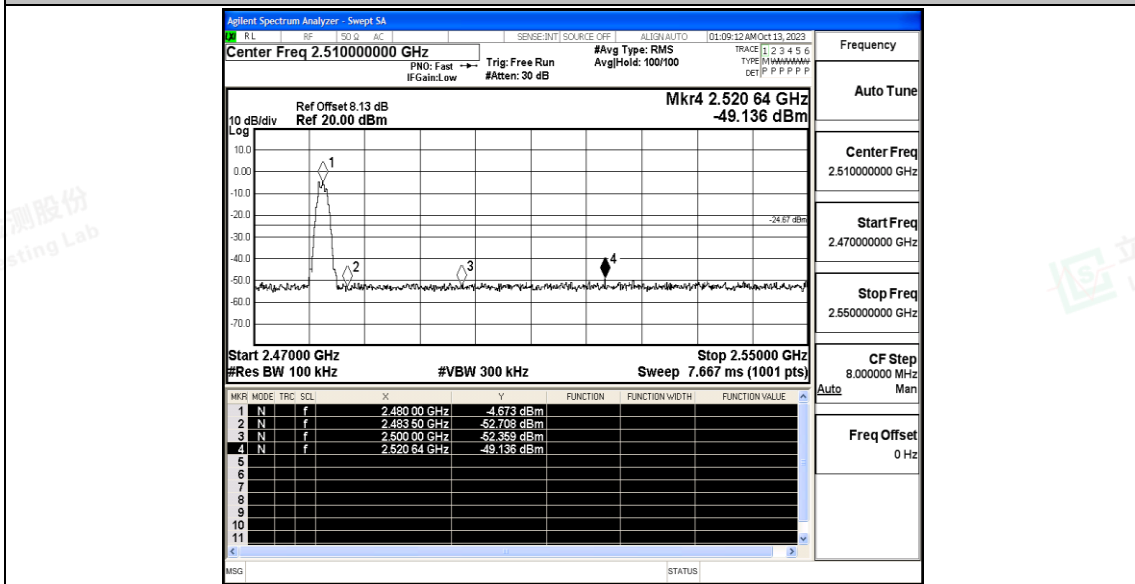 Agilent Spectrum Analyzer - Swept SA
RL RF 50 Ω AC SENSE:INT SOURCE OFF ALIGN AUTO 01:09:12 AM Oct 13, 2023
Center Freq 2.510000000 GHz
PNO: Fast
IFGain:Low
Trig: Free Run
#Atten: 30 dB
#Avg Type: RMS
Avg|Hold: 100/100
TRACE 1 2 3 4 5 6
TYPE M WWWWW
DET P P P P P P
Frequency
Auto Tune
Center Freq
2.510000000 GHz
Start Freq
2.470000000 GHz
Stop Freq
2.550000000 GHz
CF Step
8.000000 MHz
Auto Man
Freq Offset
0 Hz
Mkr4 2.520 64 GHz
-49.136 dBm
Ref Offset 8.13 dB
10 dB/div Ref 20.00 dBm
Log
10.0
0.00
-10.0
-20.0
-30.0
-40.0
-50.0
-60.0
-70.0
1
2
3
4
-24.67 dBm
Start 2.47000 GHz Stop 2.55000 GHz
#Res BW 100 kHz #VBW 300 kHz Sweep 7.667 ms (1001 pts)
MKR MODE TRC SCL X Y FUNCTION FUNCTION WIDTH FUNCTION VALUE
1 N f 2.480 00 GHz -4.673 dBm
2 N f 2.483 50 GHz -52.708 dBm
3 N f 2.500 00 GHz -52.359 dBm
4 N f 2.520 64 GHz -49.136 dBm
5
6
7
8
9
10
11
MSG STATUS
测股份
sting Lab
立